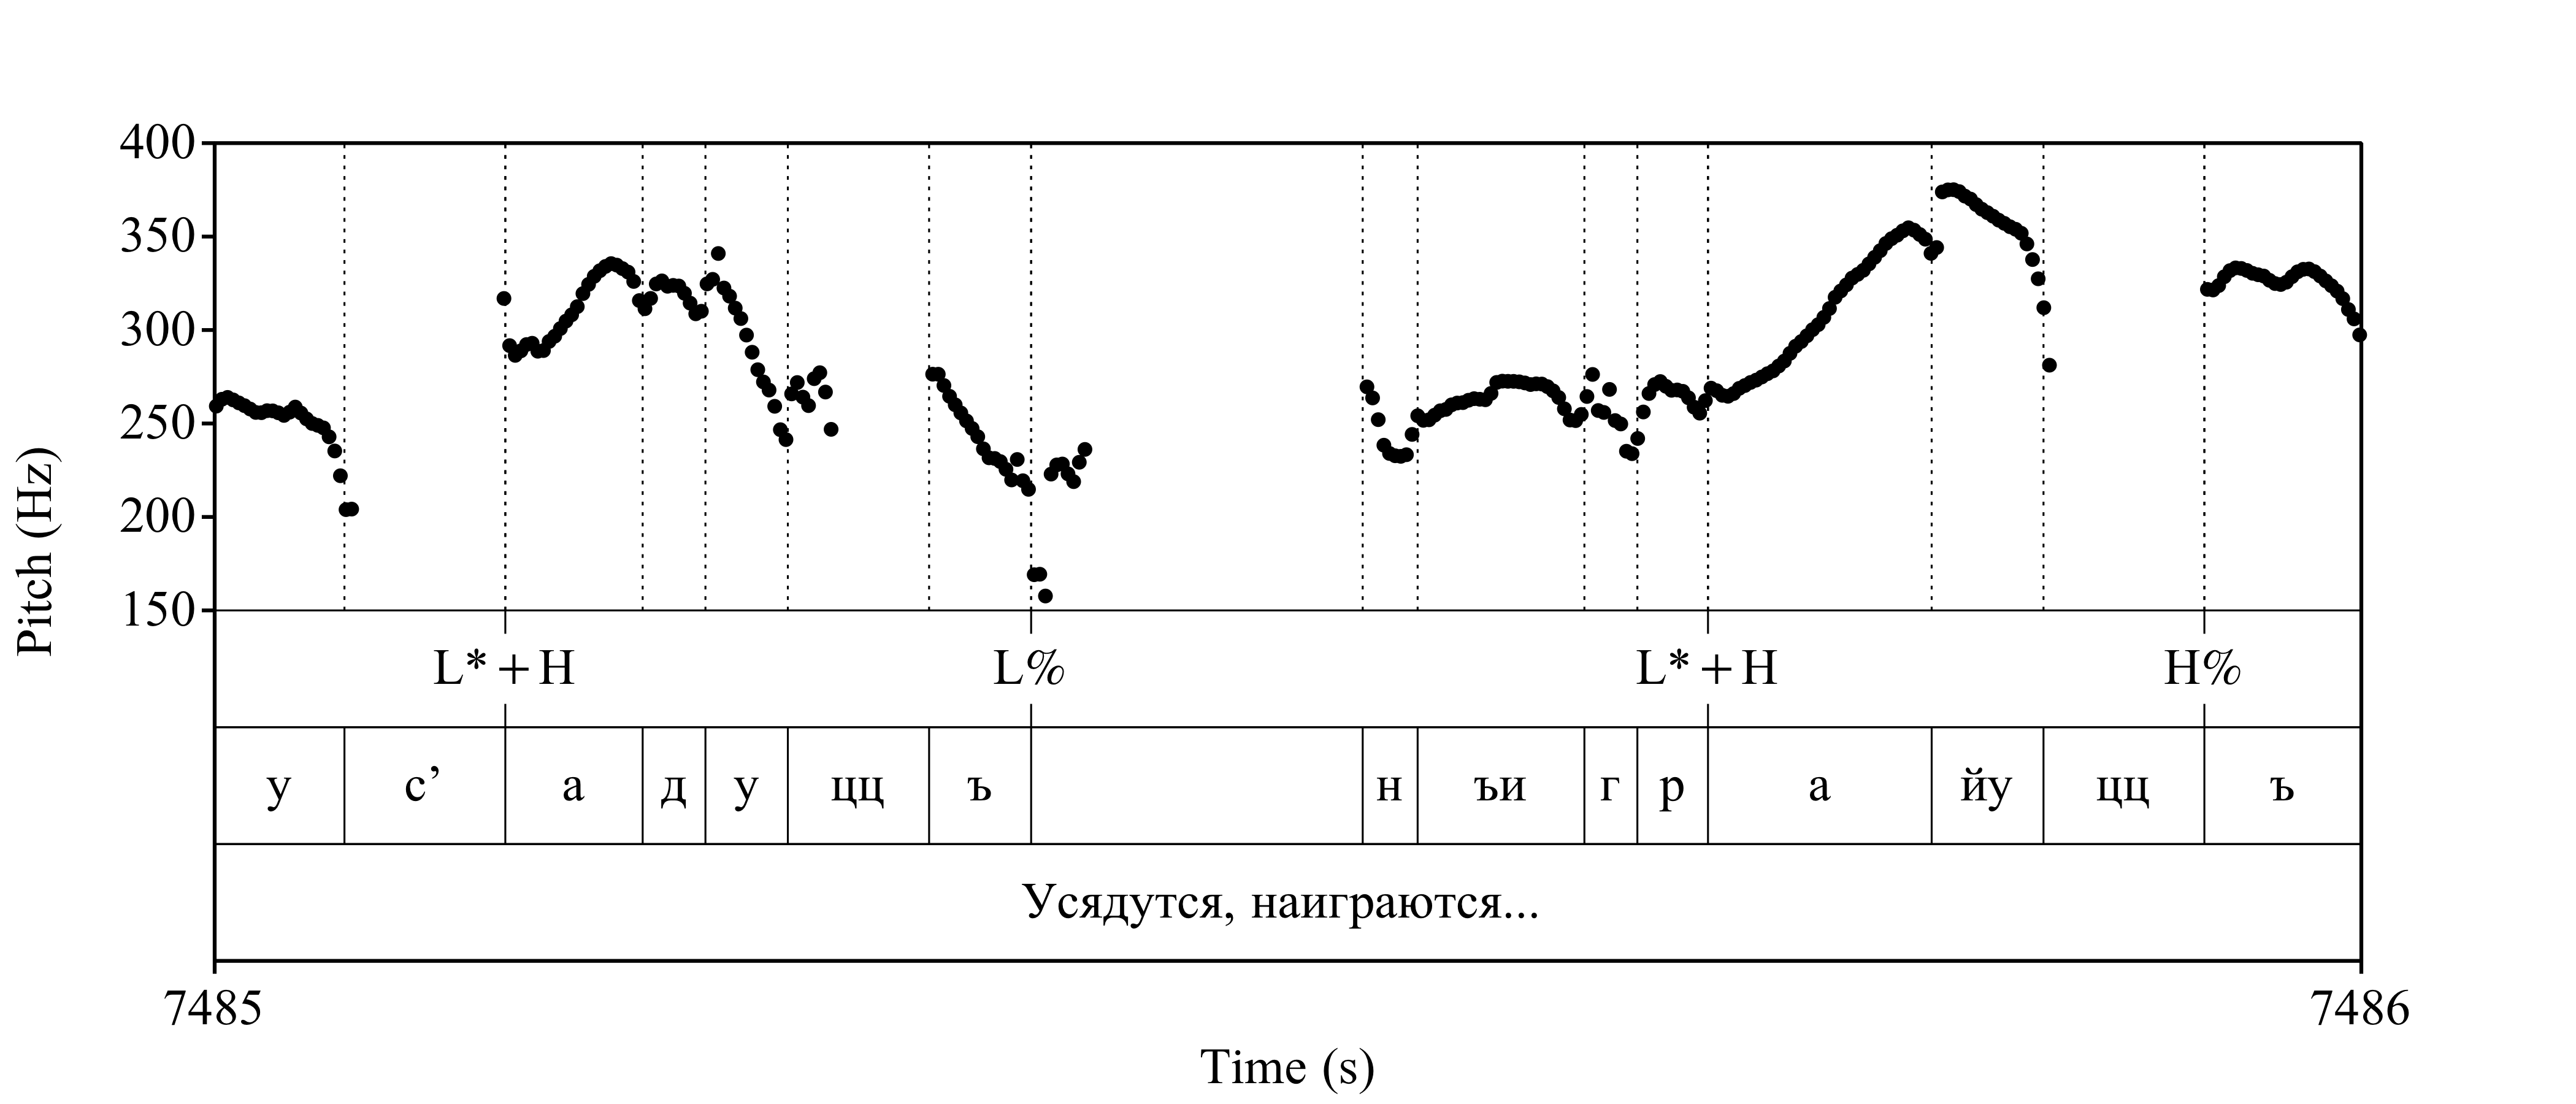 400
350
300
250
200
150
Pitch (Hz)
L*+H L% L*+H H%
у с’ а д у цц ъ н ъи г р а йу цц ъ
Усядутся, наиграются...
7485 7486
Time (s)